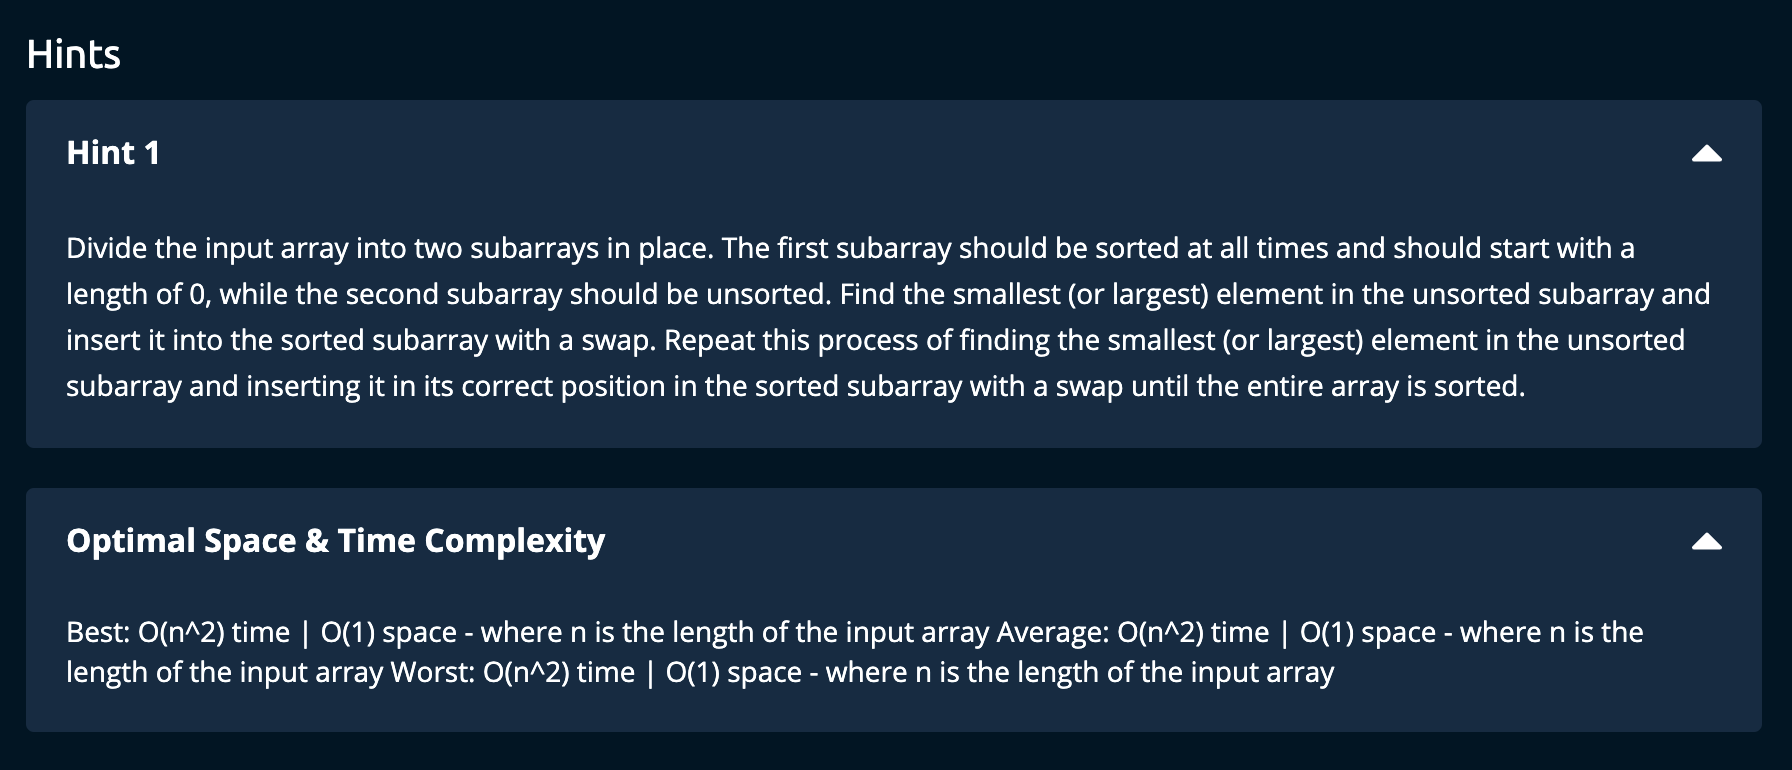 Hints
Hint 1
Divide the input array into two subarrays in place. The first subarray should be sorted at all times and should start with a
length of 0, while the second subarray should be unsorted. Find the smallest (or largest) element in the unsorted subarray and
insert it into the sorted subarray with a swap. Repeat this process of finding the smallest (or largest) element in the unsorted
subarray and inserting it in its correct position in the sorted subarray with a swap until the entire array is sorted.
Optimal Space & Time Complexity
Best: O(n^2) time | O(1) space - where n is the length of the input array Average: O(n^2) time | O(1) space - where n is the
length of the input array Worst: O(n^2) time | O(1) space - where n is the length of the input array